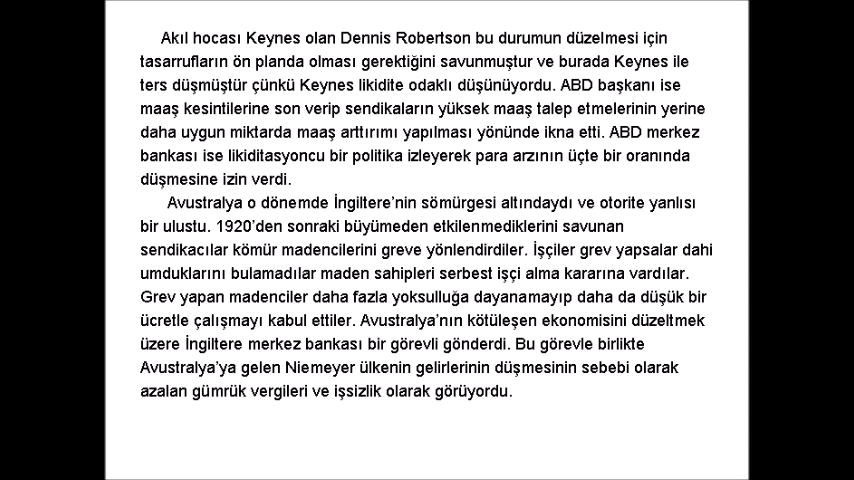 Akıl hocası Keynes olan Dennis Robertson bu durumun düzelmesi için
tasarrufların ön planda olması gerektiğini savunmuştur ve burada Keynes ile
ters düşmüştür çünkü Keynes likidite odaklı düşünüyordu. ABD başkanı ise
maaş kesintilerine son verip sendikaların yüksek maaş talep etmelerinin yerine
daha uygun miktarda maaş arttırımı yapılması yönünde ikna etti. ABD merkez
bankası ise likiditasyoncu bir politika izleyerek para arzının üçte bir oranında
düşmesine izin verdi.
Avustralya o dönemde İngiltere'nin sömürgesi altındaydı ve otorite yanlısı
bir ulustu. 1920'den sonraki büyümeden etkilenmediklerini savunan
sendikacılar kömür madencilerini greve yönlendirdiler. İşçiler grev yapsalar dahi
umduklarını bulamadılar maden sahipleri serbest işçi alma kararına vardılar.
Grev yapan madenciler daha fazla yoksulluğa dayanamayıp daha da düşük bir
ücretle çalışmayı kabul ettiler. Avustralya'nın kötüleşen ekonomisini düzeltmek
üzere İngiltere merkez bankası bir görevli gönderdi. Bu görevle birlikte
Avustralya'ya gelen Niemeyer ülkenin gelirlerinin düşmesinin sebebi olarak
azalan gümrük vergileri ve işsizlik olarak görüyordu.